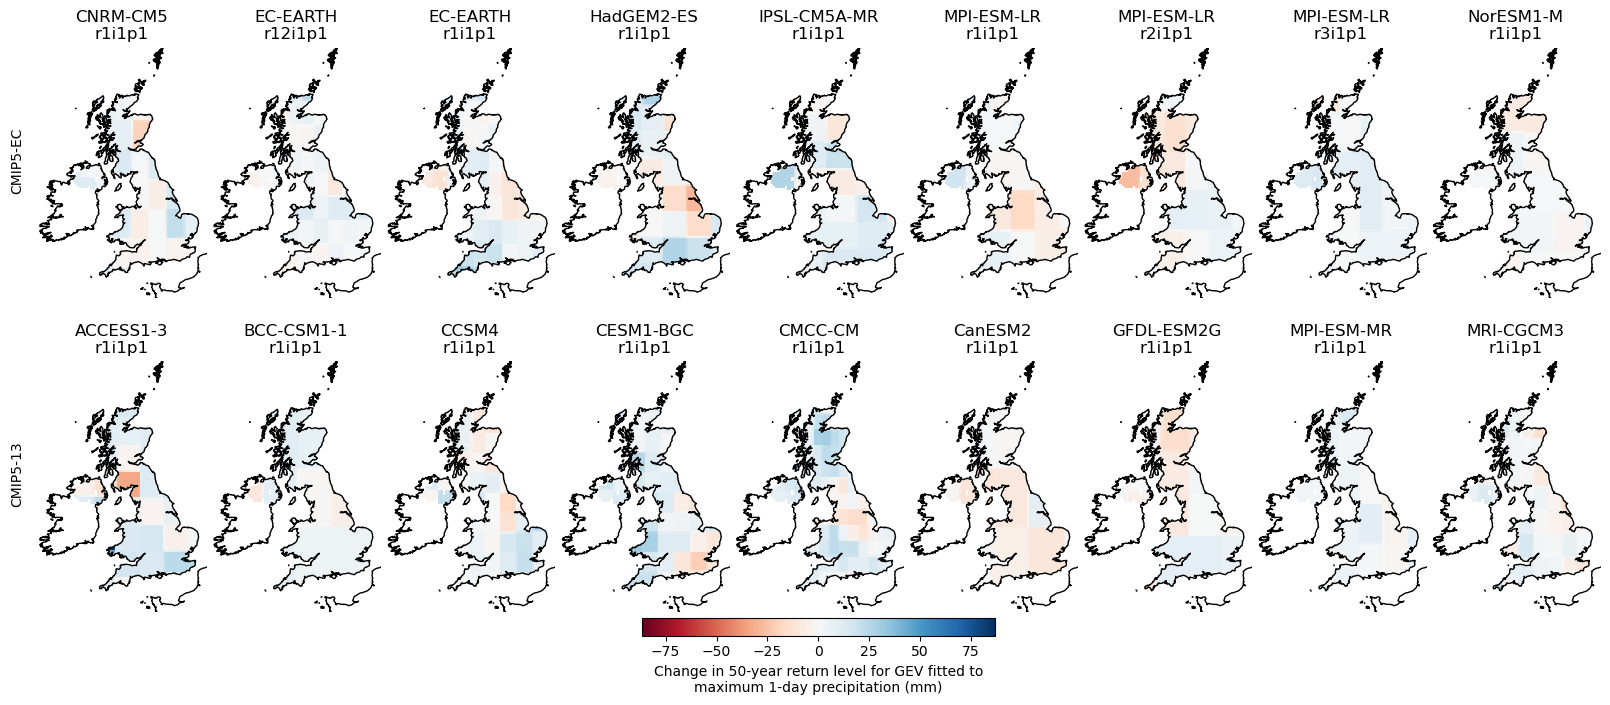 CNRM-CM5
r1i1p1
EC-EARTH
r12i1p1
EC-EARTH
r1i1p1
HadGEM2-ES
r1i1p1
IPSL-CM5A-MR
r1i1p1
MPI-ESM-LR
r1i1p1
MPI-ESM-LR
r2i1p1
MPI-ESM-LR
r3i1p1
NorESM1-M
r1i1p1
CMIP5-EC
ACCESS1-3
r1i1p1
BCC-CSM1-1
r1i1p1
CCSM4
r1i1p1
CESM1-BGC
r1i1p1
CMCC-CM
r1i1p1
CanESM2
r1i1p1
GFDL-ESM2G
r1i1p1
MPI-ESM-MR
r1i1p1
MRI-CGCM3
r1i1p1
CMIP5-13
−75 −50 −25 0 25 50 75
Change in 50-year return level for GEV fitted to
maximum 1-day precipitation (mm)